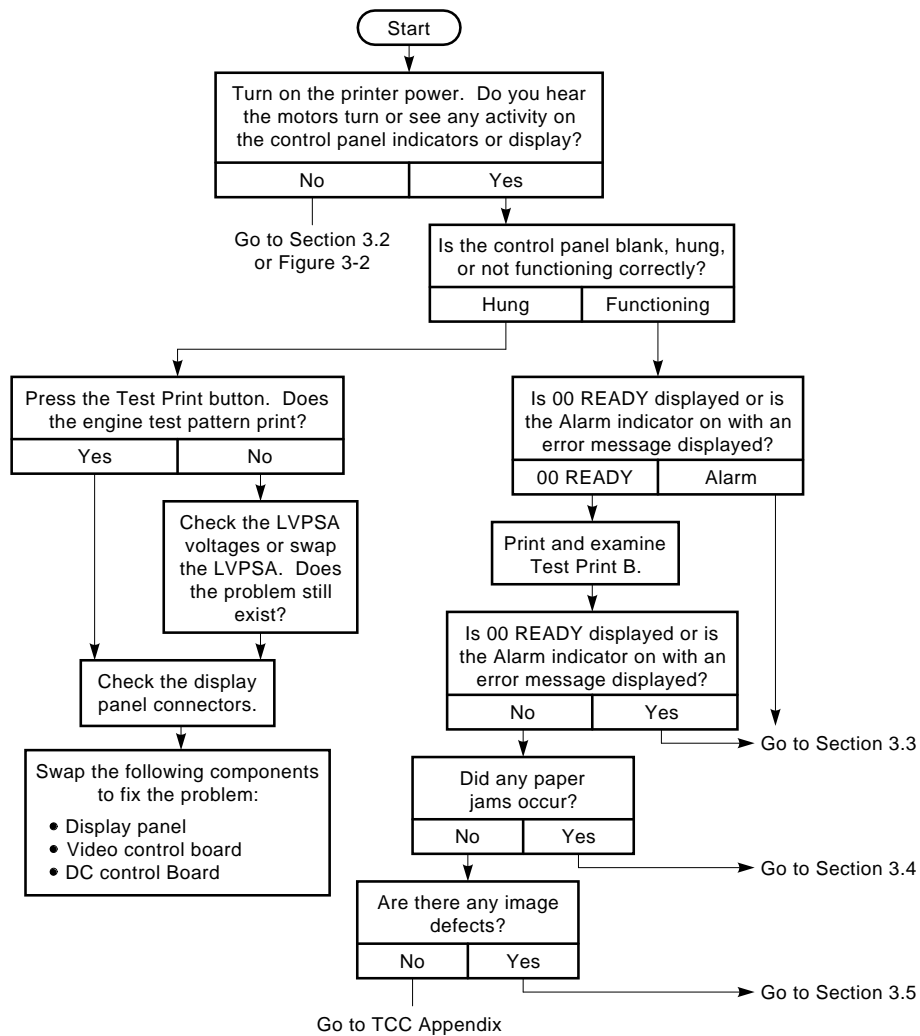 Start
Turn on the printer power.  Do you hear
the motors turn or see any activity on
the control panel indicators or display?
No
Yes
Go to Section 3.2
or Figure 3-2
Is the control panel blank, hung,
or not functioning correctly?
Hung
Functioning
Press the Test Print button.  Does
the engine test pattern print?
Yes
No
Is 00 READY displayed or is
the Alarm indicator on with an
error message displayed?
00 READY
Alarm
Check the LVPSA
voltages or swap
the LVPSA.  Does
the problem still
exist?
Print and examine
Test Print B.
Is 00 READY displayed or is
the Alarm indicator on with an
error message displayed?
No
Yes
Go to Section 3.3
Check the display
panel connectors.
Swap the following components
to fix the problem:
• Display panel
• Video control board
• DC control Board
Did any paper
jams occur?
No
Yes
Go to Section 3.4
Are there any image
defects?
No
Yes
Go to Section 3.5
Go to TCC Appendix